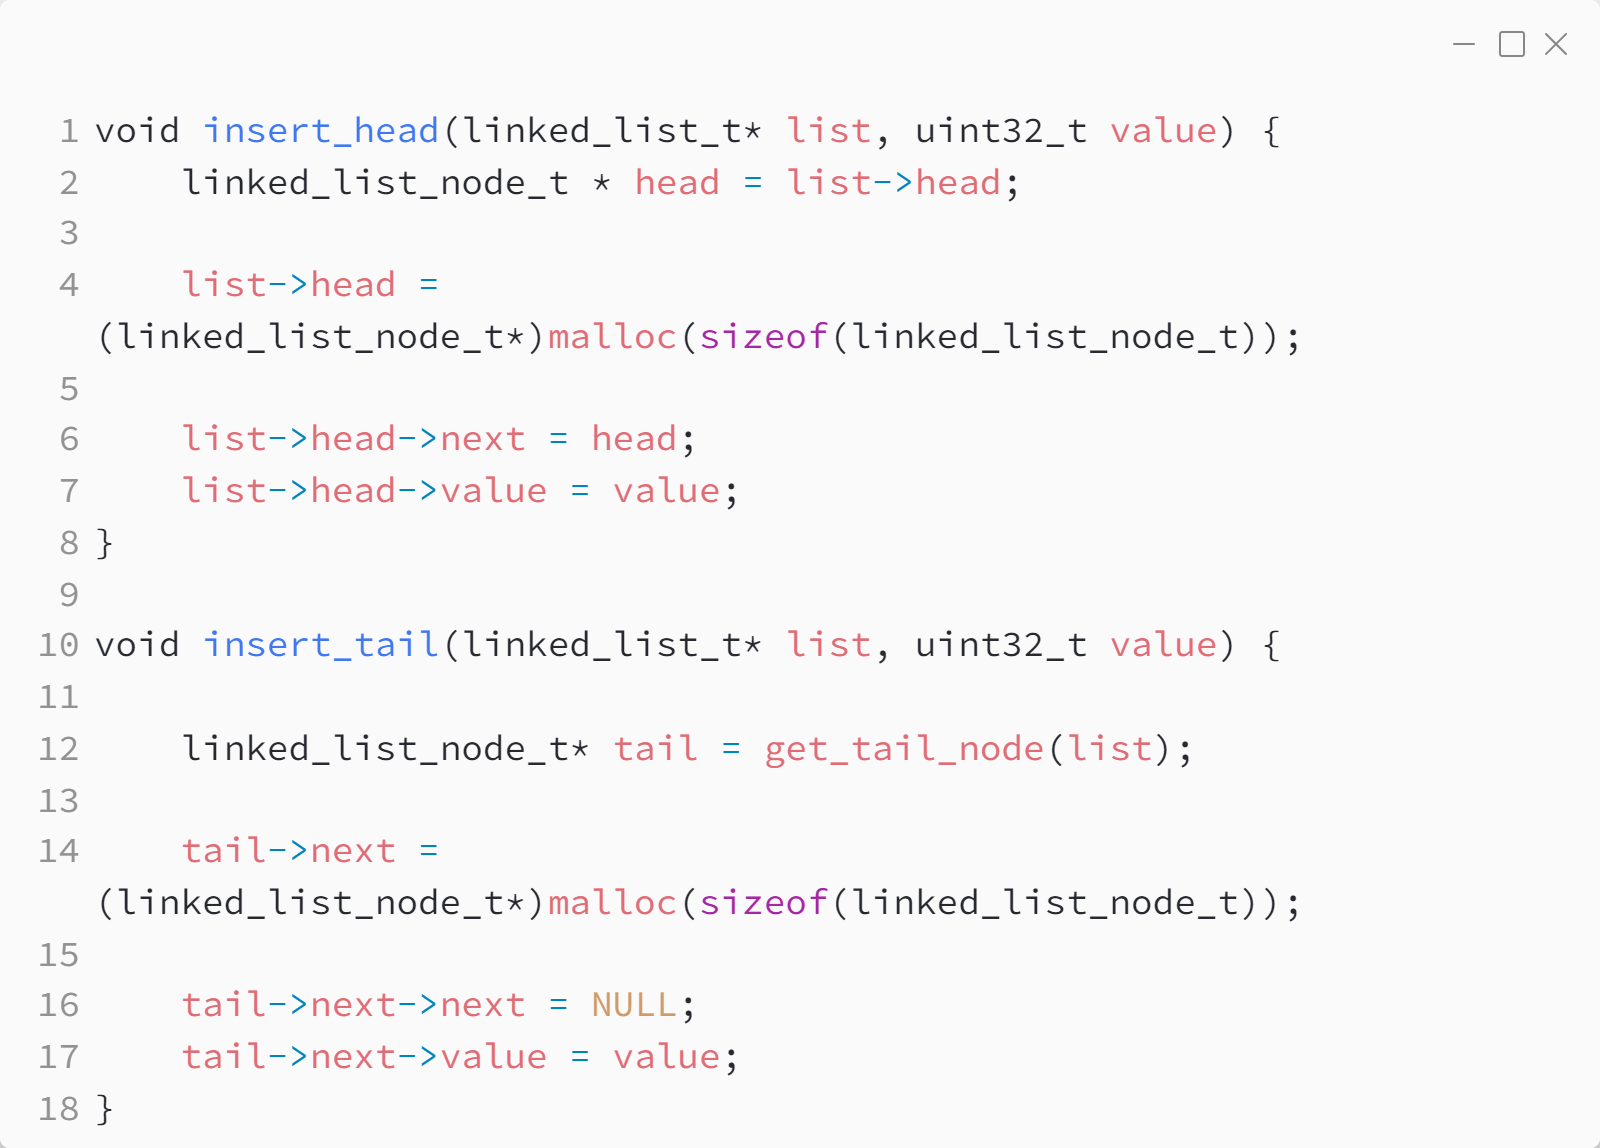 1 void insert_head(linked_list_t* list, uint32_t value) {
2     linked_list_node_t * head = list->head;
3
4     list->head =
(linked_list_node_t*)malloc(sizeof(linked_list_node_t));
5
6     list->head->next = head;
7     list->head->value = value;
8 }
9
10 void insert_tail(linked_list_t* list, uint32_t value) {
11
12     linked_list_node_t* tail = get_tail_node(list);
13
14     tail->next =
(linked_list_node_t*)malloc(sizeof(linked_list_node_t));
15
16     tail->next->next = NULL;
17     tail->next->value = value;
18 }